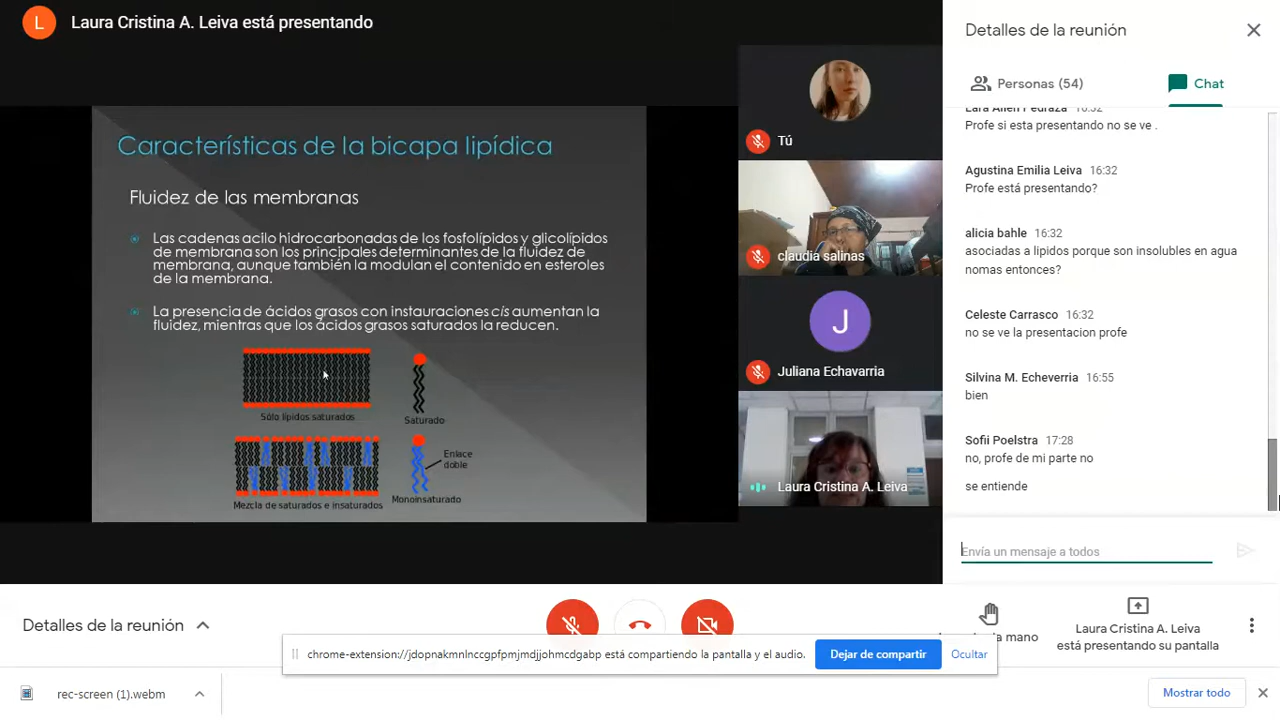 L
Laura Cristina A. Leiva está presentando
Características de la bicapa lipídica
Fluidez de las membranas
Las cadenas acilo hidrocarbonadas de los fosfolípidos y glicolípidos
de membrana son los principales determinantes de la fluidez de
membrana, aunque también la modulan el contenido en esteroles
de la membrana.
La presencia de ácidos grasos con instauraciones cis aumentan la
fluidez, mientras que los ácidos grasos saturados la reducen.
Sólo lípidos saturados
Saturado
Enlace
doble
Mezcla de saturados e insaturados
Monoinsaturado
Tú
claudia salinas
J
Juliana Echavarria
Laura Cristina A. Leiva
Detalles de la reunión
Personas (54)
Chat
Lara Ailen Pedraza 16:32
Profe si esta presentando no se ve .
Agustina Emilia Leiva 16:32
Profe está presentando?
alicia bahle 16:32
asociadas a lípidos porque son insolubles en agua
nomas entonces?
Celeste Carrasco 16:32
no se ve la presentacion profe
Silvina M. Echeverria 16:55
bien
Sofii Poelstra 17:28
no, profe de mi parte no
se entiende
Envía un mensaje a todos
Detalles de la reunión
la mano
Laura Cristina A. Leiva
está presentando su pantalla
chrome-extension://jdopnakmnlnccgpfpmjmdjjohmcdgabp está compartiendo la pantalla y el audio.
Dejar de compartir
Ocultar
rec-screen (1).webm
Mostrar todo